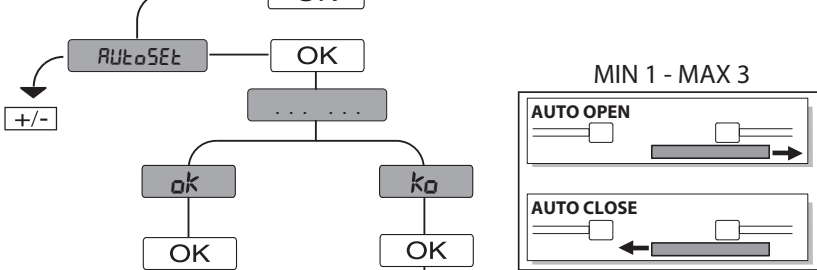 OK
AUtoSEt
OK
+/-
... ...
ok
ko
OK
OK
MIN 1 - MAX 3
AUTO OPEN
AUTO CLOSE